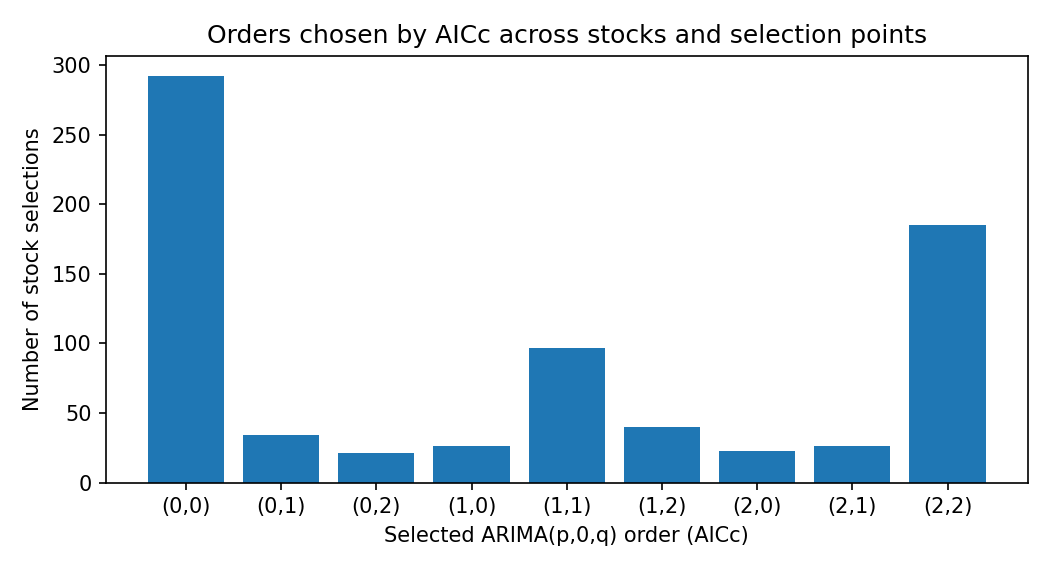 Orders chosen by AICc across stocks and selection points
Number of stock selections
300
250
200
150
100
50
0
(0,0) (0,1) (0,2) (1,0) (1,1) (1,2) (2,0) (2,1) (2,2)
Selected ARIMA(p,0,q) order (AICc)